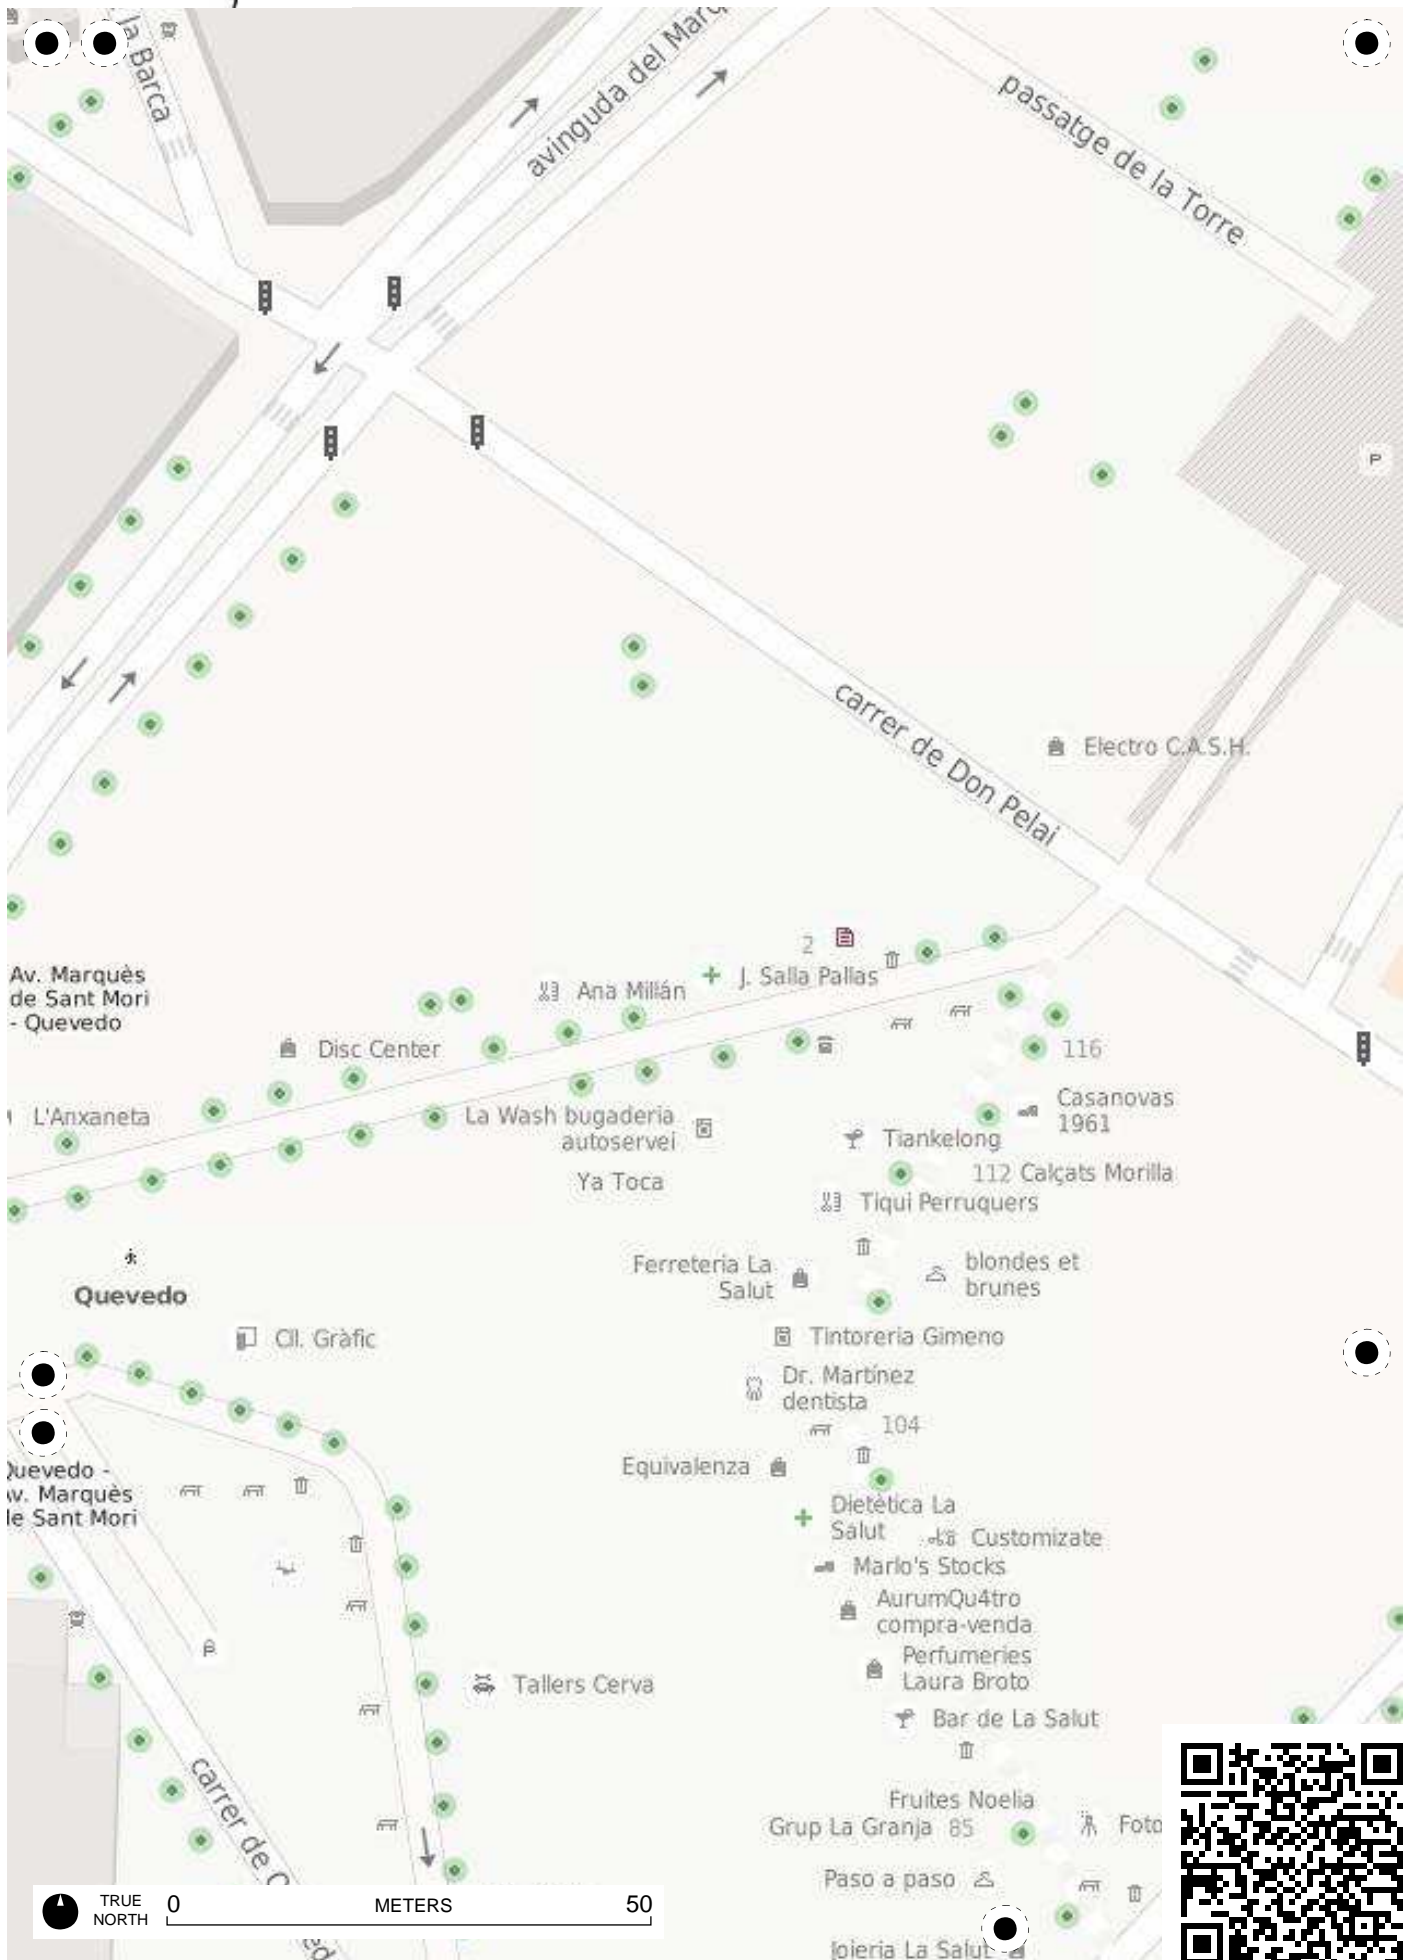 la Barca
avinguda del Marq
passatge de la Torre
P
carrer de Don Pelai
Electro C.A.S.H.
2
J. Salla Pallas
Av. Marquès
de Sant Mori
- Quevedo
Ana Millán
Disc Center
116
L'Anxaneta
La Wash bugaderia
autoservei
Casanovas
1961
Tiankelong
Ya Toca
112 Calçats Morilla
Tiqui Perruquers
Ferreteria La
Salut
blondes et
brunes
Quevedo
Cll. Gràfic
Tintoreria Gimeno
Dr. Martínez
dentista
104
Equivalenza
Quevedo -
Av. Marquès
de Sant Mori
Dietètica La
Salut
Customizate
Marlo's Stocks
AurumQu4tro
compra-venda
Perfumeries
Laura Broto
Tallers Cerva
Bar de La Salut
Fruites Noelia
Grup La Granja 85
Foto
carrer de Q
ed
Paso a paso
TRUE
NORTH
0 METERS 50
Joieria La Salut